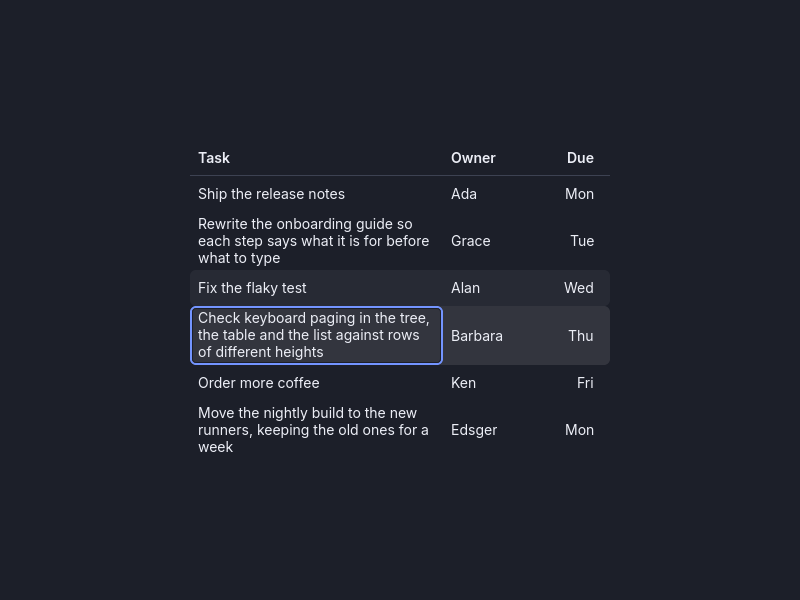 Task Owner Due
Ship the release notes Ada Mon
Rewrite the onboarding guide so
each step says what it is for before Grace Tue
what to type
Fix the flaky test Alan Wed
Check keyboard paging in the tree,
the table and the list against rows Barbara Thu
of different heights
Order more coffee Ken Fri
Move the nightly build to the new
runners, keeping the old ones for a Edsger Mon
week